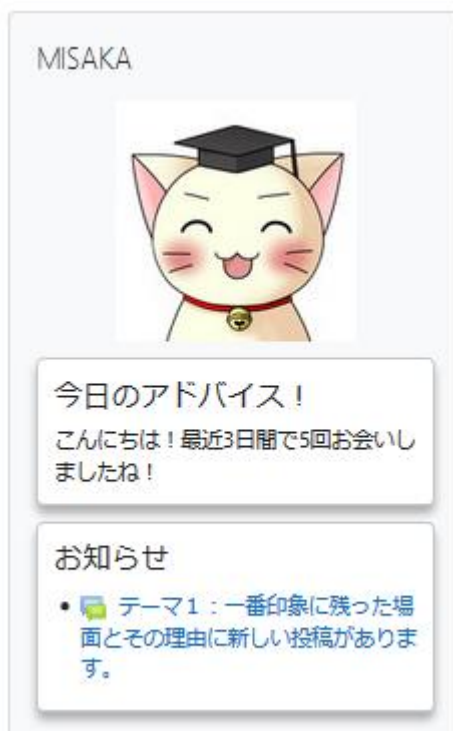 MISAKA
今日のアドバイス！
こんにちは！最近3日間で5回お会いし
ましたね！
お知らせ
• テーマ１：一番印象に残った場
面とその理由に新しい投稿がありま
す。